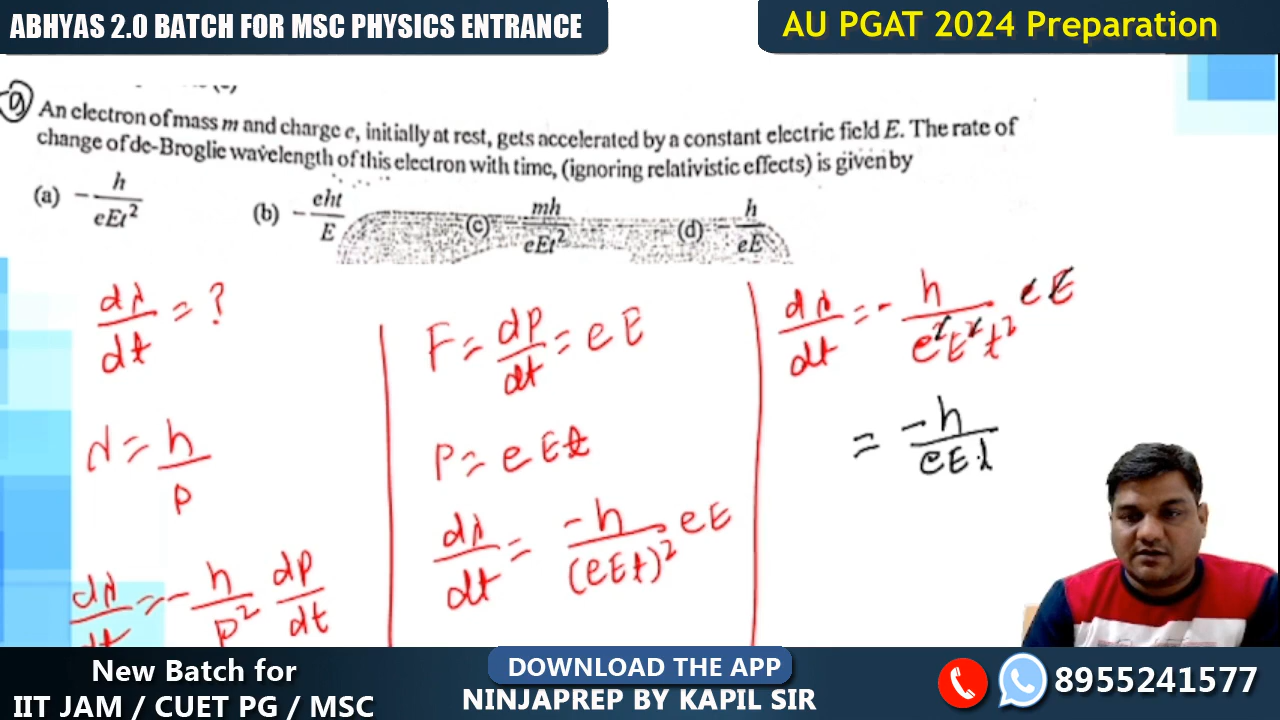 ABHYAS 2.0 BATCH FOR MSC PHYSICS ENTRANCE
AU PGAT 2024 Preparation
An electron of mass m and charge e, initially at rest, gets accelerated by a constant electric field E. The rate of
change of de-Broglie wavelength of this electron with time, (ignoring relativistic effects) is given by
(a) -h/eEt² (b) -eht/E (c) -mh/eEt² (d) -h/eE
dλ/dt = ?
λ = h/p
dλ/dt = -h/p² dp/dt
F = dp/dt = eE
P = eEt
dλ/dt = -h/(eEt)² eE
dλ/dt = -h/e²E²t² eE
= -h/eE
New Batch for
IIT JAM / CUET PG / MSC
DOWNLOAD THE APP
NINJAPREP BY KAPIL SIR
8955241577